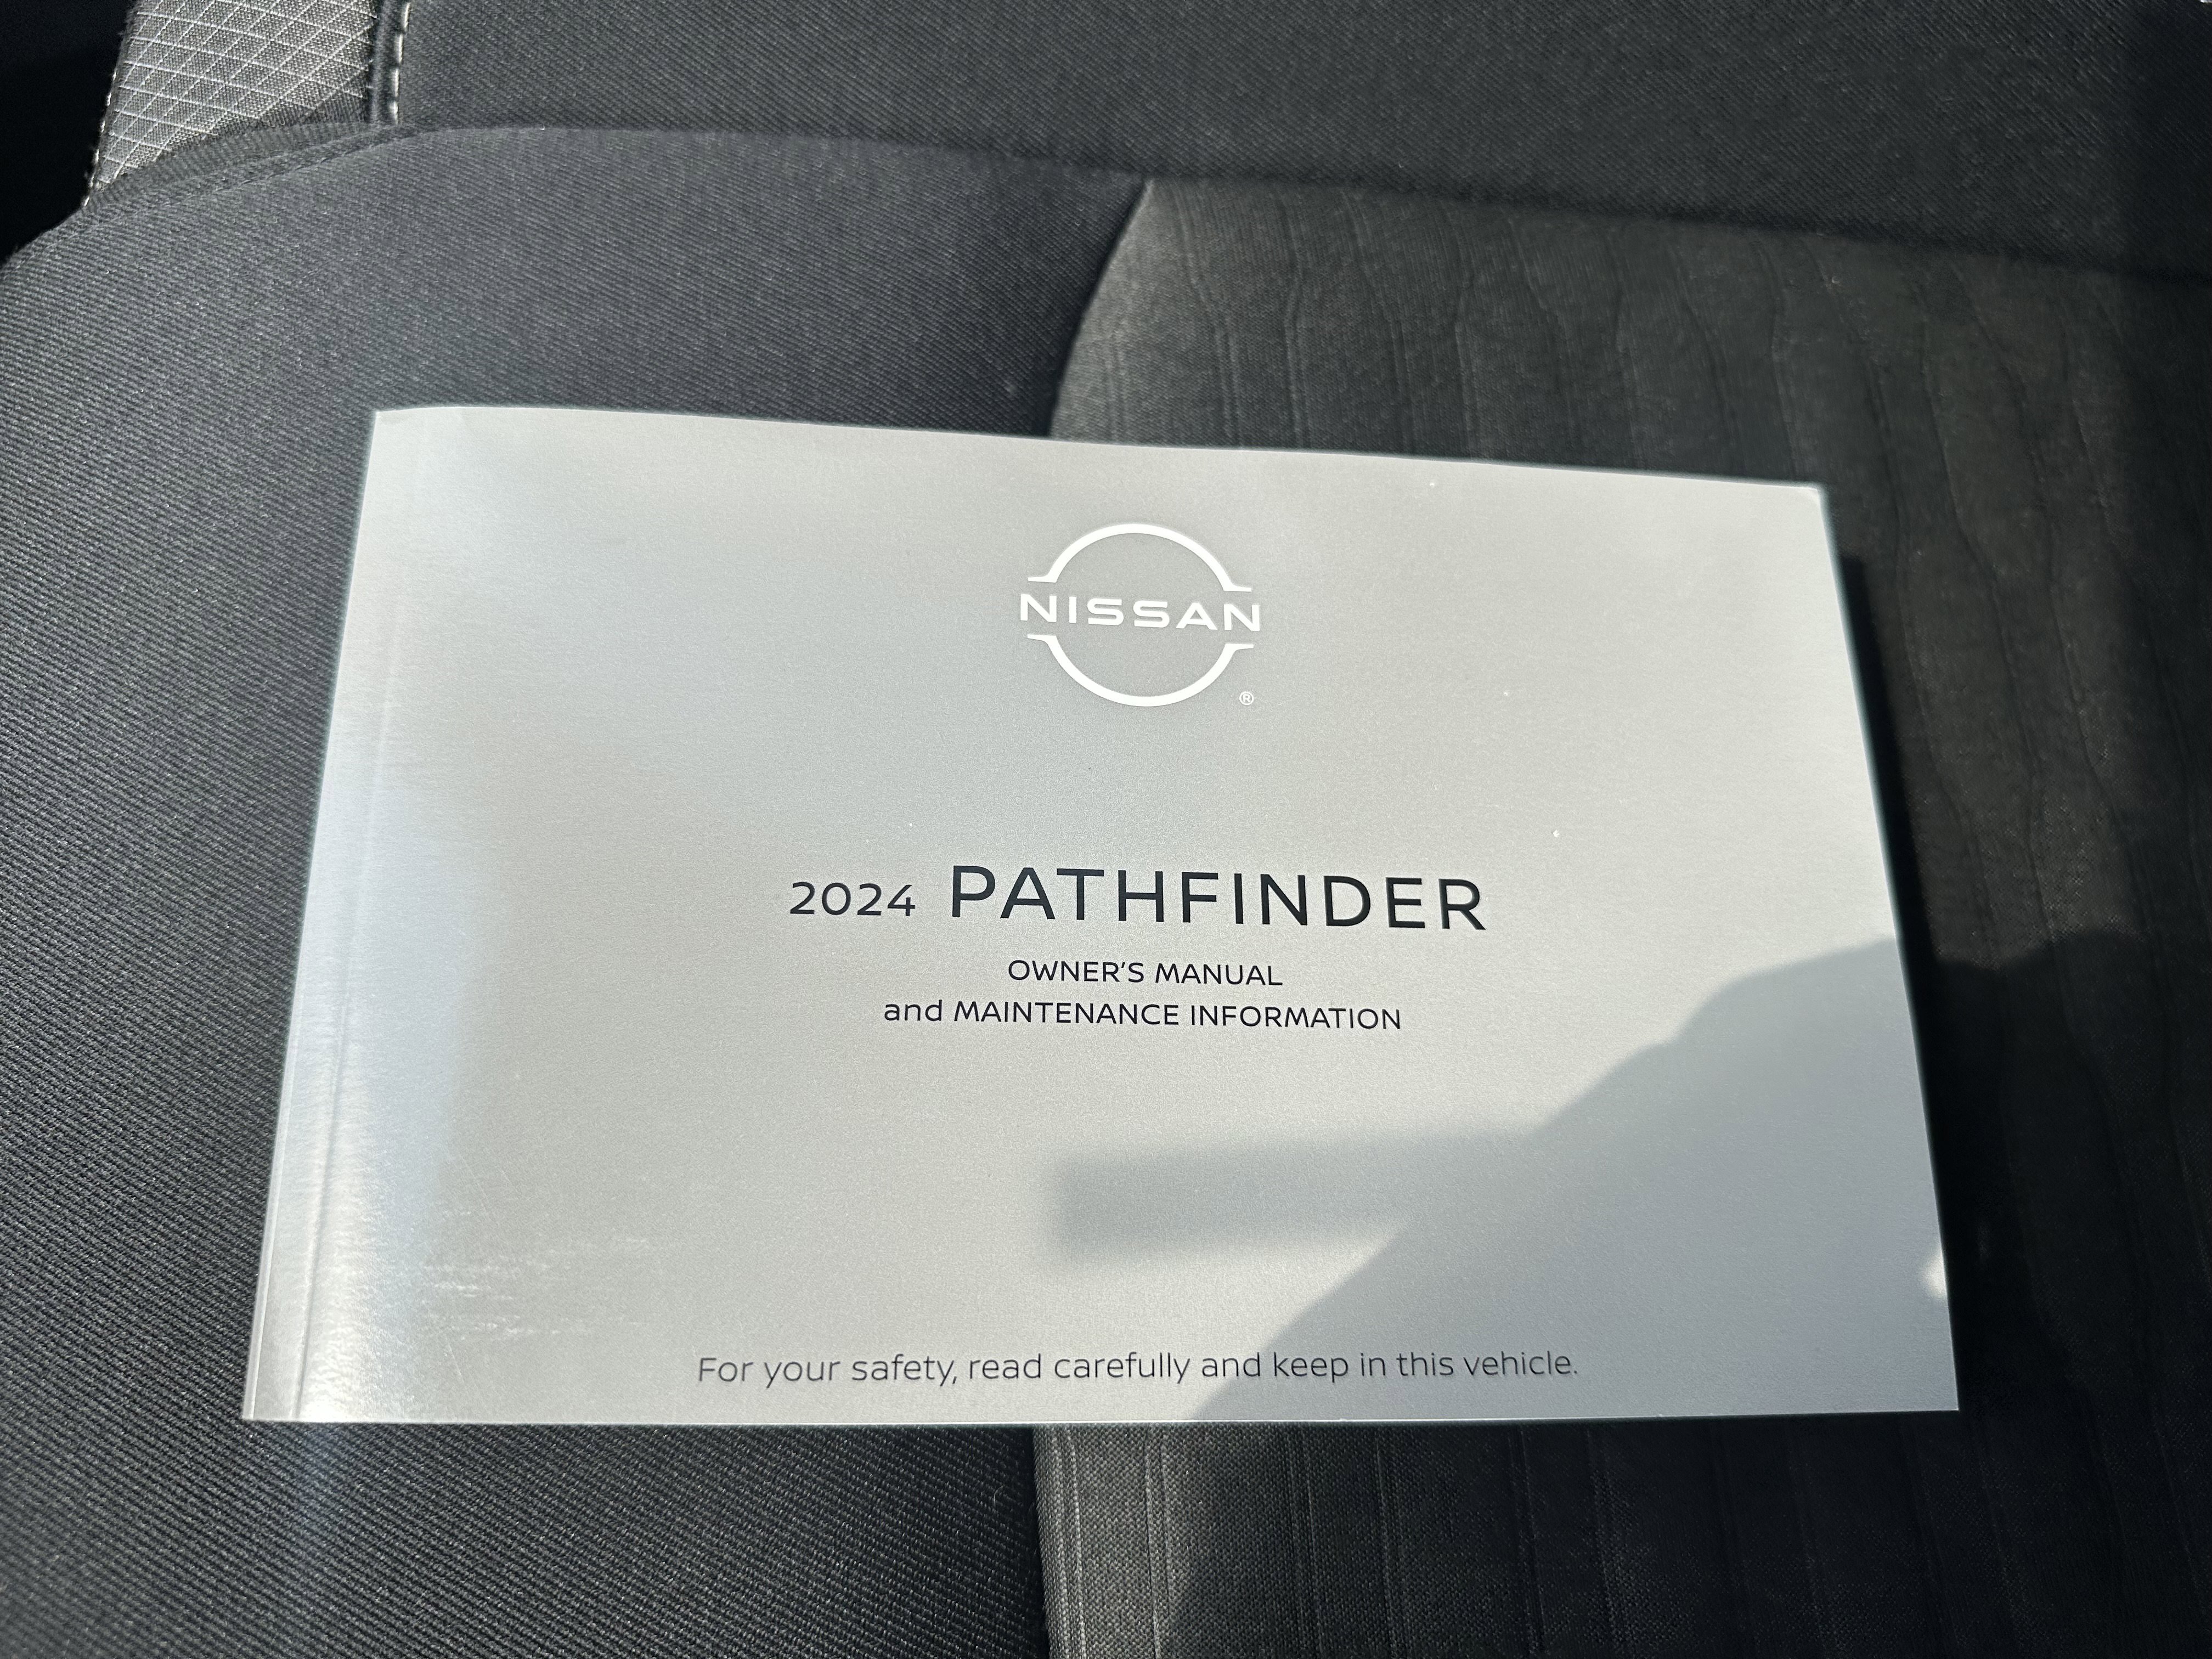 NISSAN
®
2024 PATHFINDER
OWNER'S MANUAL
and MAINTENANCE INFORMATION
For your safety, read carefully and keep in this vehicle.